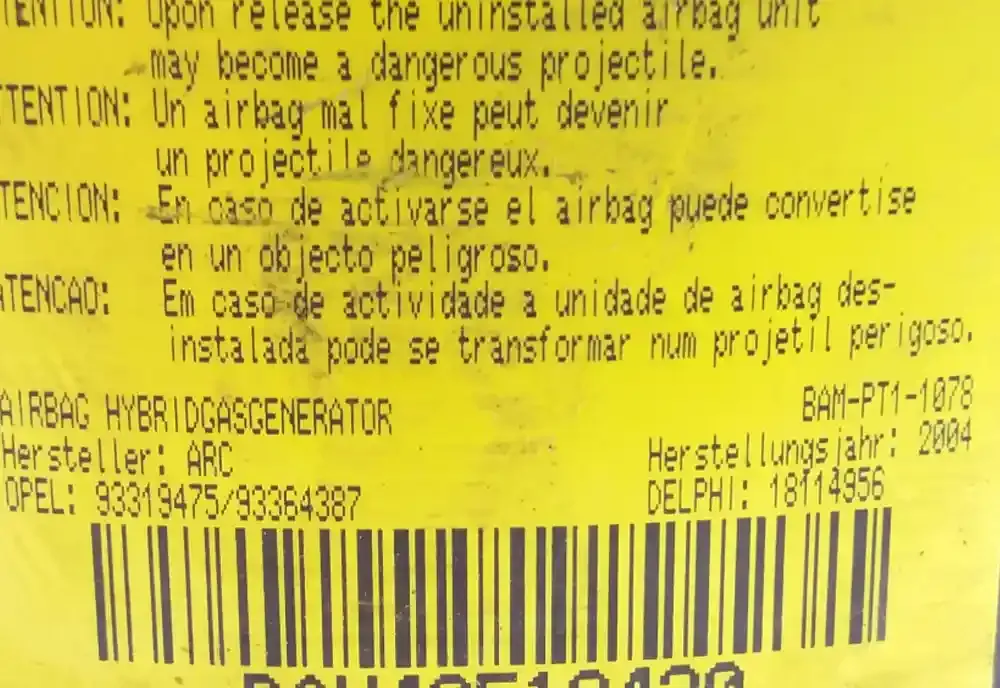 TENTION: Upon release the uninstalled airbag unit
may become a dangerous projectile.
TTENTION: Un airbag mal fixe peut devenir
un projectile dangereux.
TENCION: En caso de activarse el airbag puede convertise
en un objecto peligroso.
ATENCAO: Em caso de actividade a unidade de airbag des-
instalada pode se transformar num projetil perigoso.
AIRBAG HYBRIDGASGENERATOR
BAM-PT1-1078
Hersteller: ARC
Herstellungsjahr: 2004
OPEL: 93319475/93364387
DELPHI: 18114956